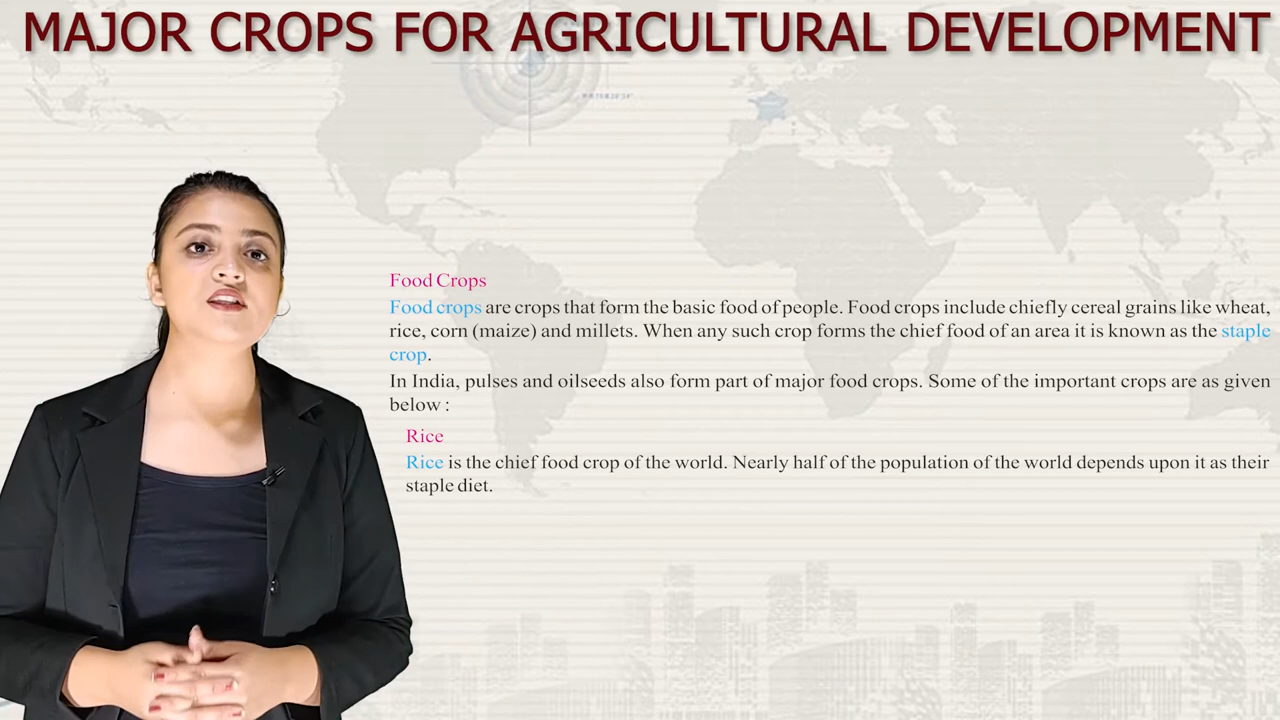 MAJOR CROPS FOR AGRICULTURAL DEVELOPMENT
Food Crops
Food crops are crops that form the basic food of people. Food crops include chiefly cereal grains like wheat,
rice, corn (maize) and millets. When any such crop forms the chief food of an area it is known as the staple
crop.
In India, pulses and oilseeds also form part of major food crops. Some of the important crops are as given
below :
Rice
Rice is the chief food crop of the world. Nearly half of the population of the world depends upon it as their
staple diet.